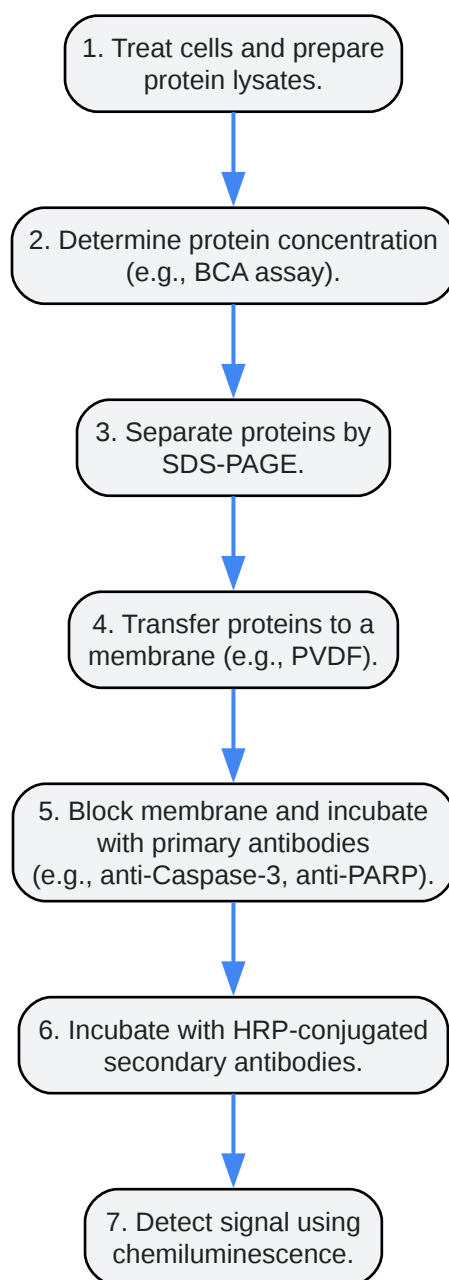 1. Treat cells and prepare
protein lysates.
2. Determine protein concentration
(e.g., BCA assay).
3. Separate proteins by
SDS-PAGE.
4. Transfer proteins to a
membrane (e.g., PVDF).
5. Block membrane and incubate
with primary antibodies
(e.g., anti-Caspase-3, anti-PARP).
6. Incubate with HRP-conjugated
secondary antibodies.
7. Detect signal using
chemiluminescence.